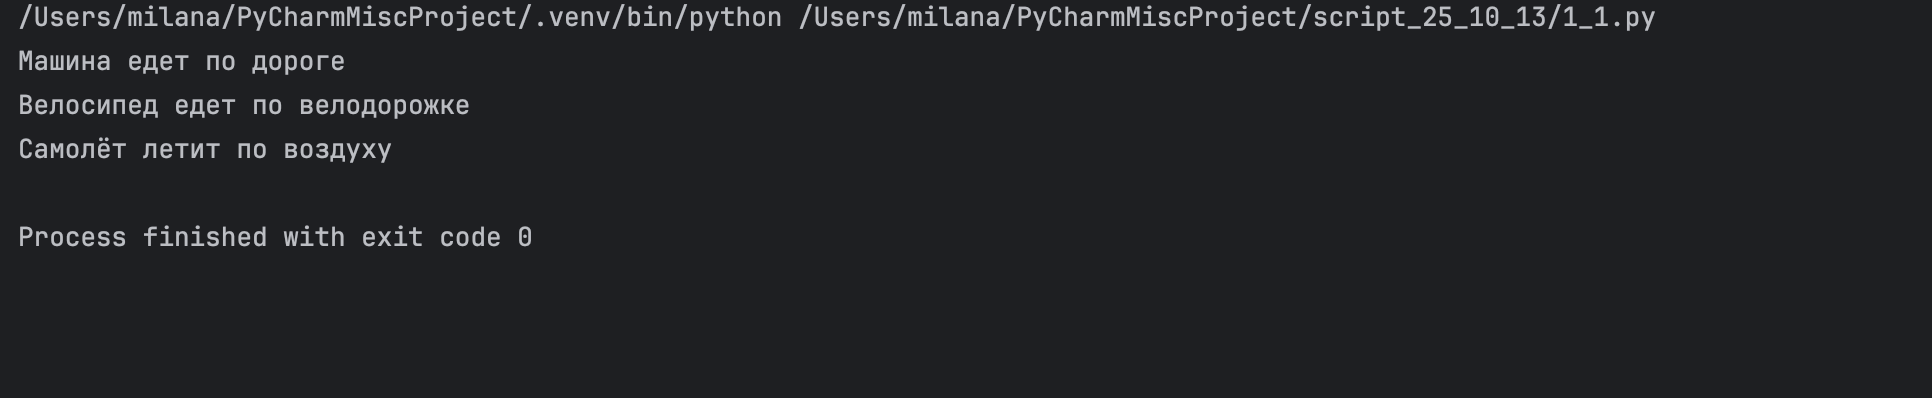 /Users/milana/PyCharmMiscProject/.venv/bin/python /Users/milana/PyCharmMiscProject/script_25_10_13/1_1.py
Машина едет по дороге
Велосипед едет по велодорожке
Самолёт летит по воздуху
Process finished with exit code 0